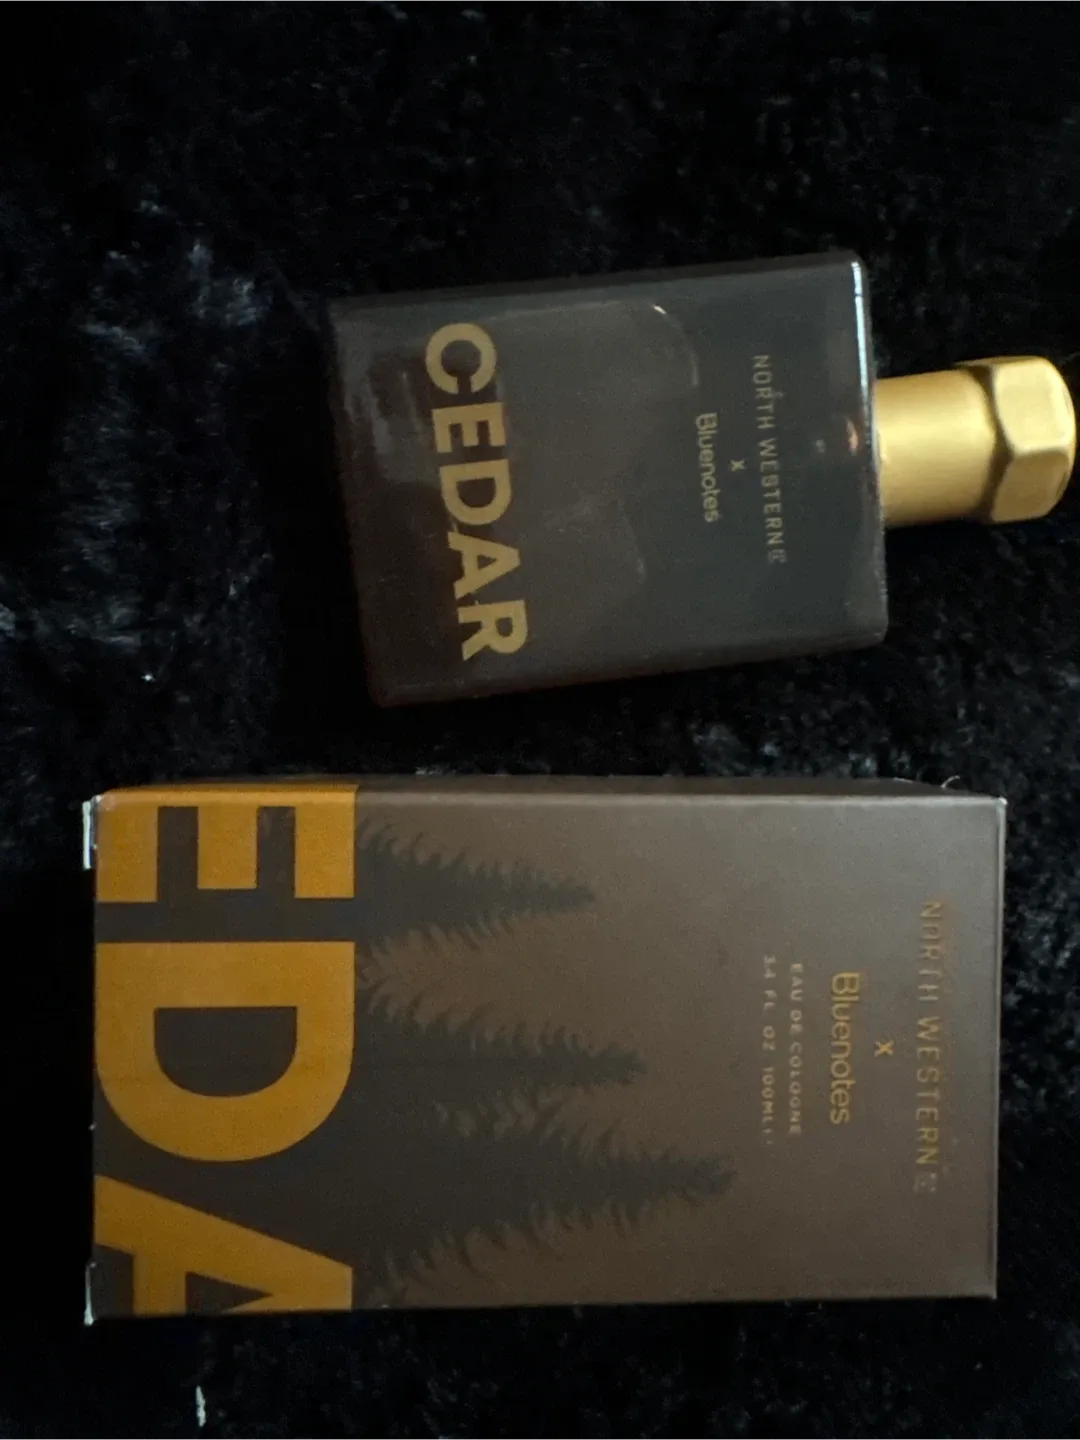 NORTH WESTERN
x
Bluenotes
CEDAR
NORTH WESTERN
x
Bluenotes
EAU DE COLOGNE
3.4 FL. OZ 100ML
EDA